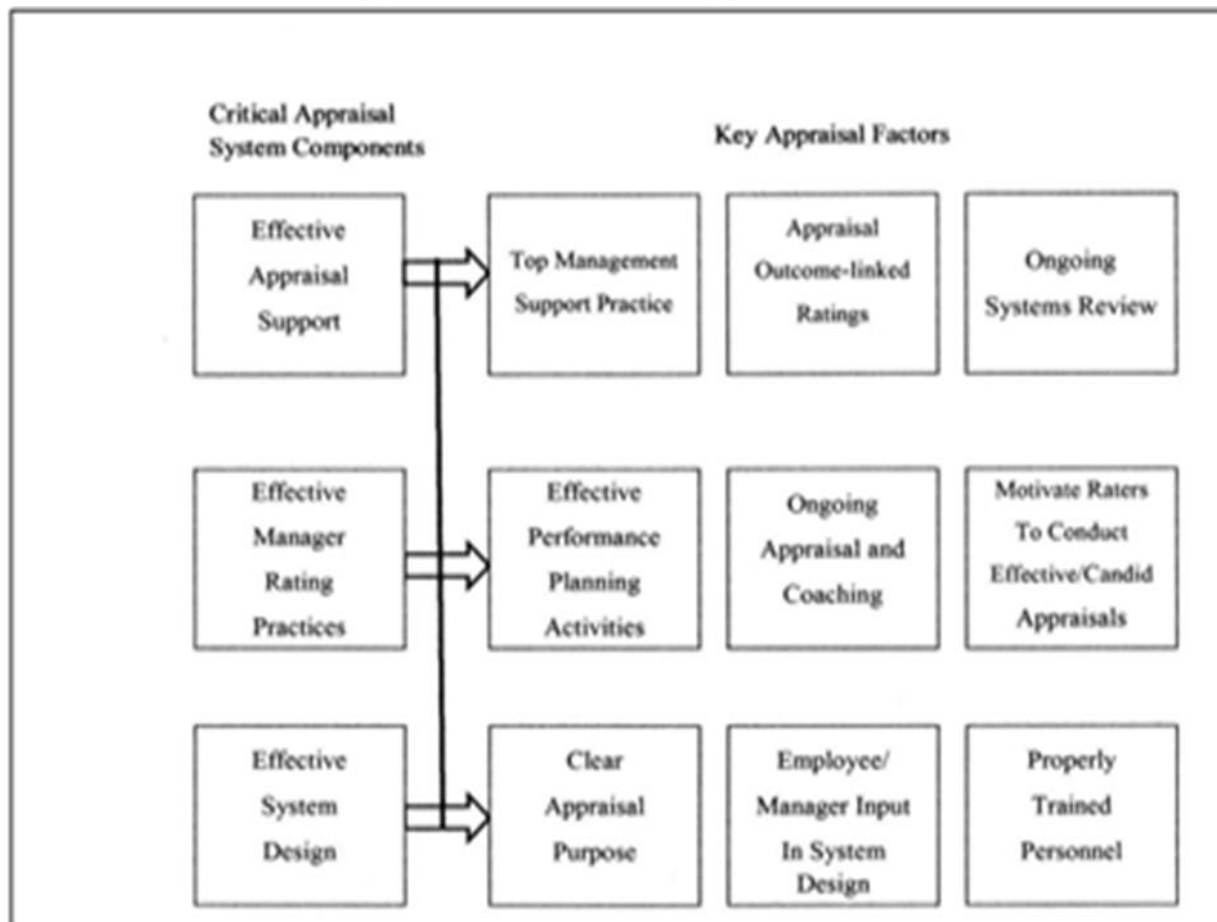 Critical Appraisal
System Components
Key Appraisal Factors
Effective
Appraisal
Support
Top Management
Support Practice
Appraisal
Outcome-linked
Ratings
Ongoing
Systems Review
Effective
Manager
Rating
Practices
Effective
Performance
Planning
Activities
Ongoing
Appraisal and
Coaching
Motivate Raters
To Conduct
Effective/Candid
Appraisals
Effective
System
Design
Clear
Appraisal
Purpose
Employee/
Manager Input
In System
Design
Properly
Trained
Personnel